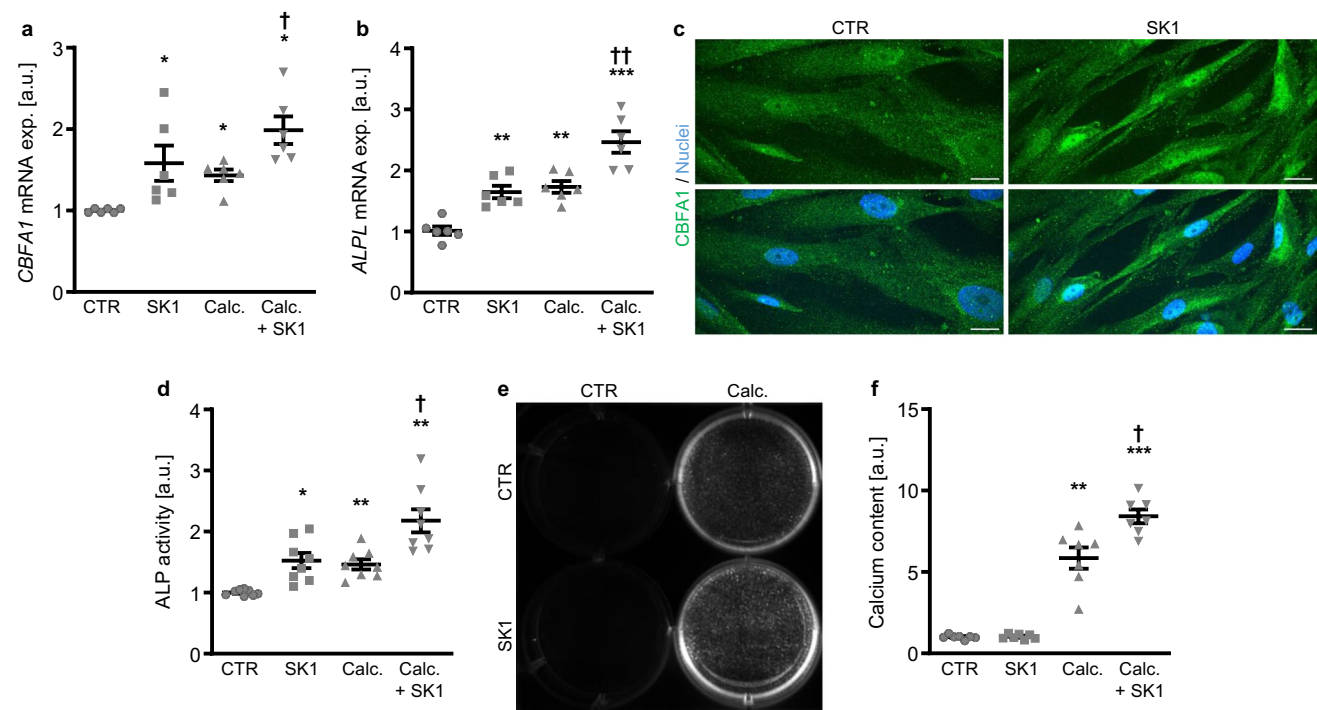 a
CBFA1 mRNA exp. [a.u.]
3
2
1
0
*
*
†
*
CTR
SK1
Calc.
Calc.
+ SK1
b
ALPL mRNA exp. [a.u.]
4
3
2
1
0
**
**
††
***
CTR
SK1
Calc.
Calc.
+ SK1
c
CTR
SK1
CBFA1 / Nuclei
d
ALP activity [a.u.]
4
3
2
1
0
*
**
†
**
CTR
SK1
Calc.
Calc.
+ SK1
e
CTR
Calc.
CTR
SK1
f
Calcium content [a.u.]
15
10
5
0
**
†
***
CTR
SK1
Calc.
Calc.
+ SK1